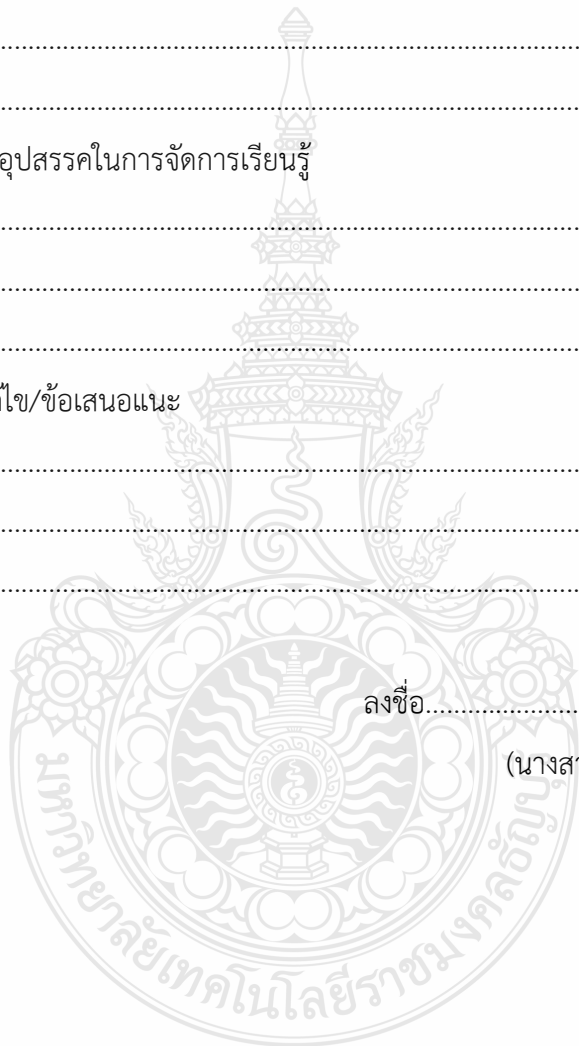 ................................................................................
................................................................................
อุปสรรคในการจัดการเรียนรู้
................................................................................
................................................................................
................................................................................
ไข/ข้อเสนอแนะ
................................................................................
................................................................................
................................................................................
ลงชื่อ......................
(นางสา
มหาวิทยาลัยเทคโนโลยีราชมงคลธัญบุรี